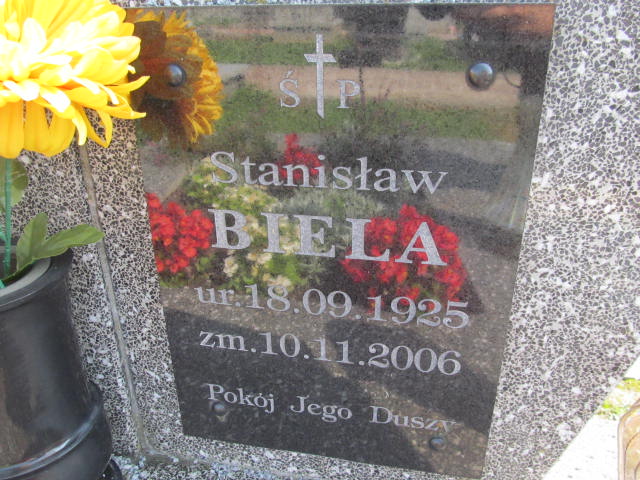 Ś P
Stanisław
BIELA
ur.18.09.1925
zm.10.11.2006
Pokój Jego Duszy